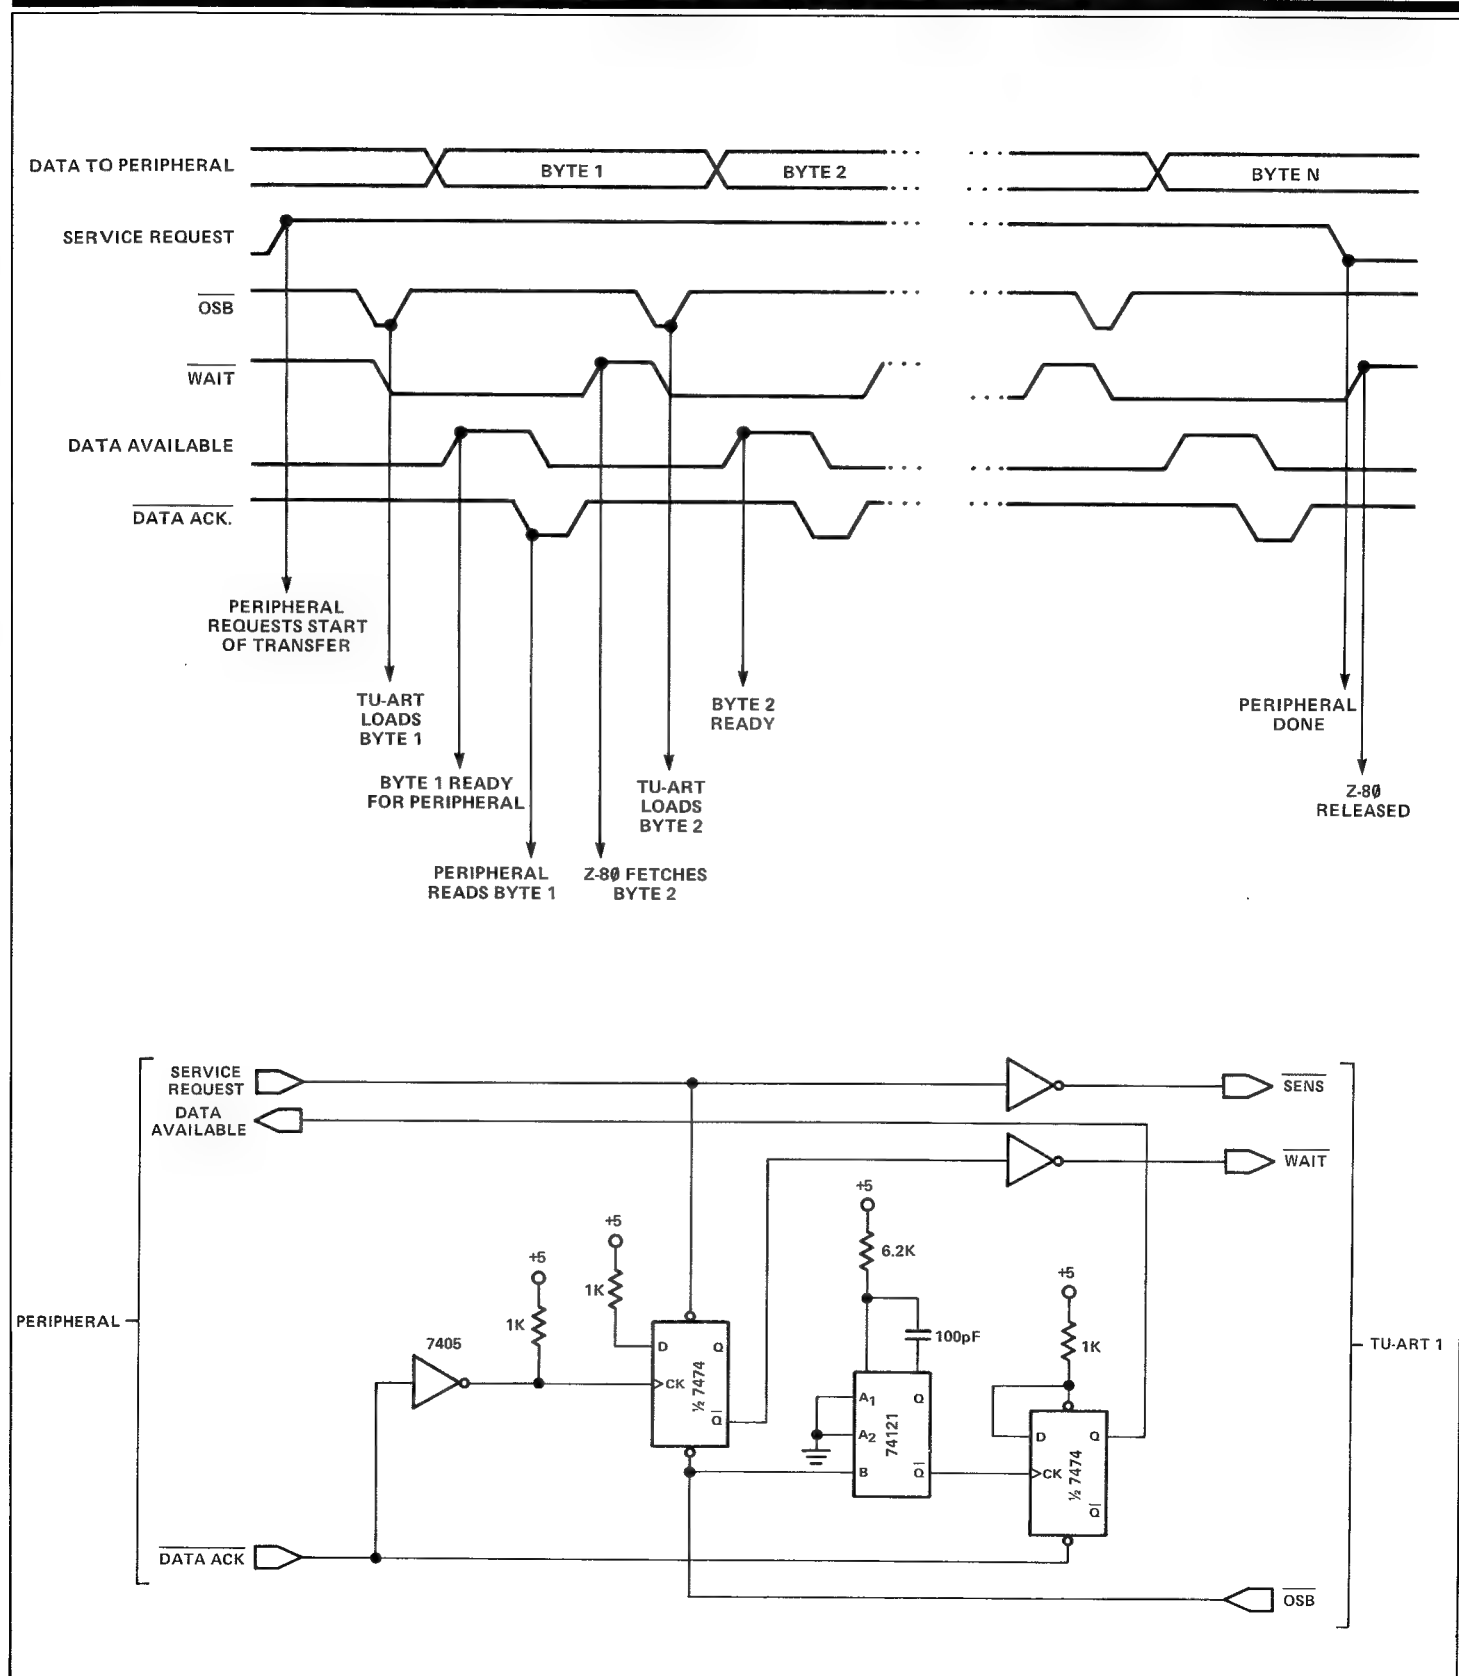 DATA TO PERIPHERAL
BYTE 1
BYTE 2
BYTE N
SERVICE REQUEST
OSB
WAIT
DATA AVAILABLE
DATA ACK.
PERIPHERAL
REQUESTS START
OF TRANSFER
TU-ART
LOADS
BYTE 1
BYTE 1 READY
FOR PERIPHERAL
PERIPHERAL
READS BYTE 1
Z-80 FETCHES
BYTE 2
TU-ART
LOADS
BYTE 2
BYTE 2
READY
PERIPHERAL
DONE
Z-80
RELEASED
SERVICE
REQUEST
SENS
DATA
AVAILABLE
WAIT
+5
6.2K
+5
1K
+5
1K
+5
1K
100pF
PERIPHERAL
7405
D
Q
CK
½ 7474
Q
A1
Q
A2
74121
B
Q
D
Q
CK
½ 7474
Q
TU-ART 1
DATA ACK
OSB